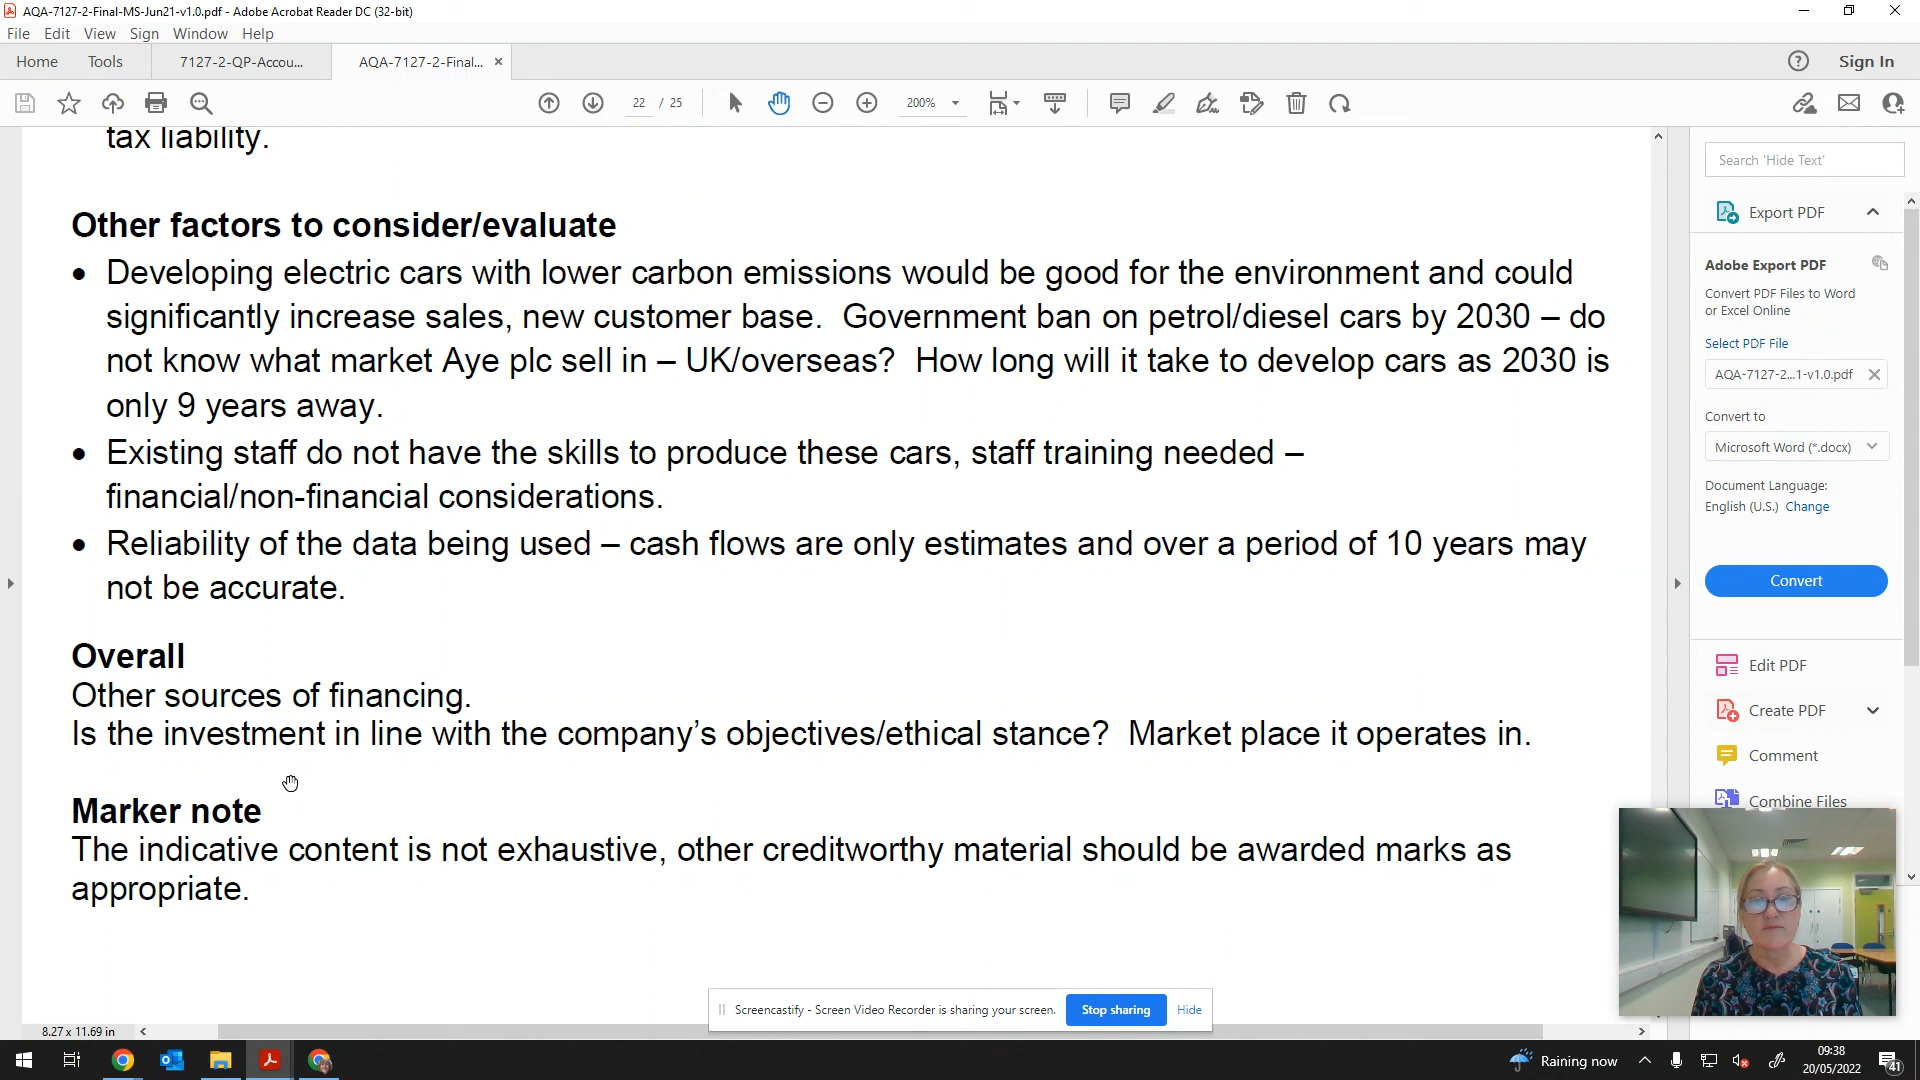 AQA-7127-2-Final-MS-Jun21-v1.0.pdf - Adobe Acrobat Reader DC (32-bit)
File Edit View Sign Window Help
Home Tools 7127-2-QP-Accou... AQA-7127-2-Final... × Sign In
22 / 25 200%
tax liability.
Other factors to consider/evaluate
• Developing electric cars with lower carbon emissions would be good for the environment and could
significantly increase sales, new customer base. Government ban on petrol/diesel cars by 2030 – do
not know what market Aye plc sell in – UK/overseas? How long will it take to develop cars as 2030 is
only 9 years away.
• Existing staff do not have the skills to produce these cars, staff training needed –
financial/non-financial considerations.
• Reliability of the data being used – cash flows are only estimates and over a period of 10 years may
not be accurate.
Overall
Other sources of financing.
Is the investment in line with the company’s objectives/ethical stance? Market place it operates in.
Marker note
The indicative content is not exhaustive, other creditworthy material should be awarded marks as
appropriate.
Search 'Hide Text'
Export PDF
Adobe Export PDF
Convert PDF Files to Word
or Excel Online
Select PDF File
AQA-7127-2...1-v1.0.pdf
Convert to
Microsoft Word (*.docx)
Document Language:
English (U.S.) Change
Convert
Edit PDF
Create PDF
Comment
Combine Files
Screencastify - Screen Video Recorder is sharing your screen. Stop sharing Hide
8.27 x 11.69 in
Raining now
09:38
20/05/2022
41